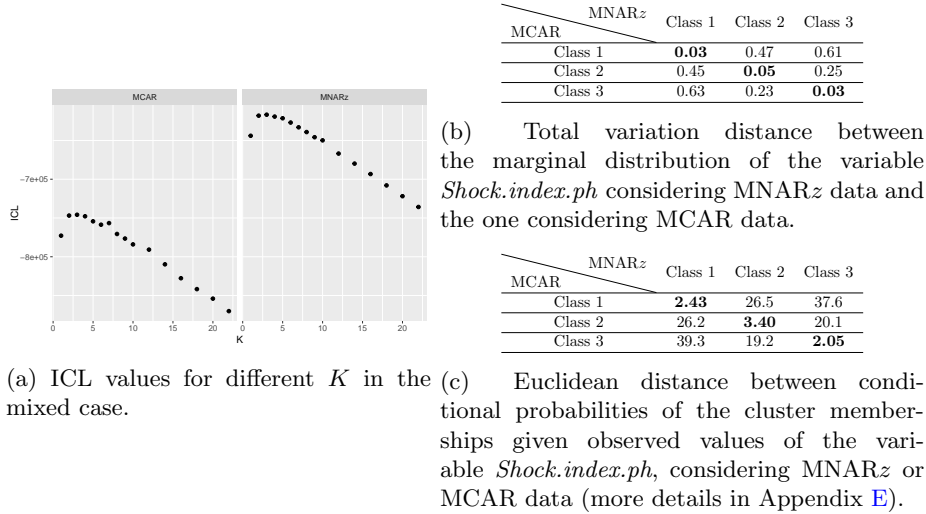 MCAR
MNARz
ICL
−7e+05
−8e+05
0 5 10 15 20 0 5 10 15 20
K
(a) ICL values for different K in the
mixed case.
MNARz Class 1 Class 2 Class 3
MCAR
Class 1 0.03 0.47 0.61
Class 2 0.45 0.05 0.25
Class 3 0.63 0.23 0.03
(b) Total variation distance between
the marginal distribution of the variable
Shock.index.ph considering MNARz data and
the one considering MCAR data.
MNARz Class 1 Class 2 Class 3
MCAR
Class 1 2.43 26.5 37.6
Class 2 26.2 3.40 20.1
Class 3 39.3 19.2 2.05
(c) Euclidean distance between condi-
tional probabilities of the cluster member-
ships given observed values of the vari-
able Shock.index.ph, considering MNARz or
MCAR data (more details in Appendix E).